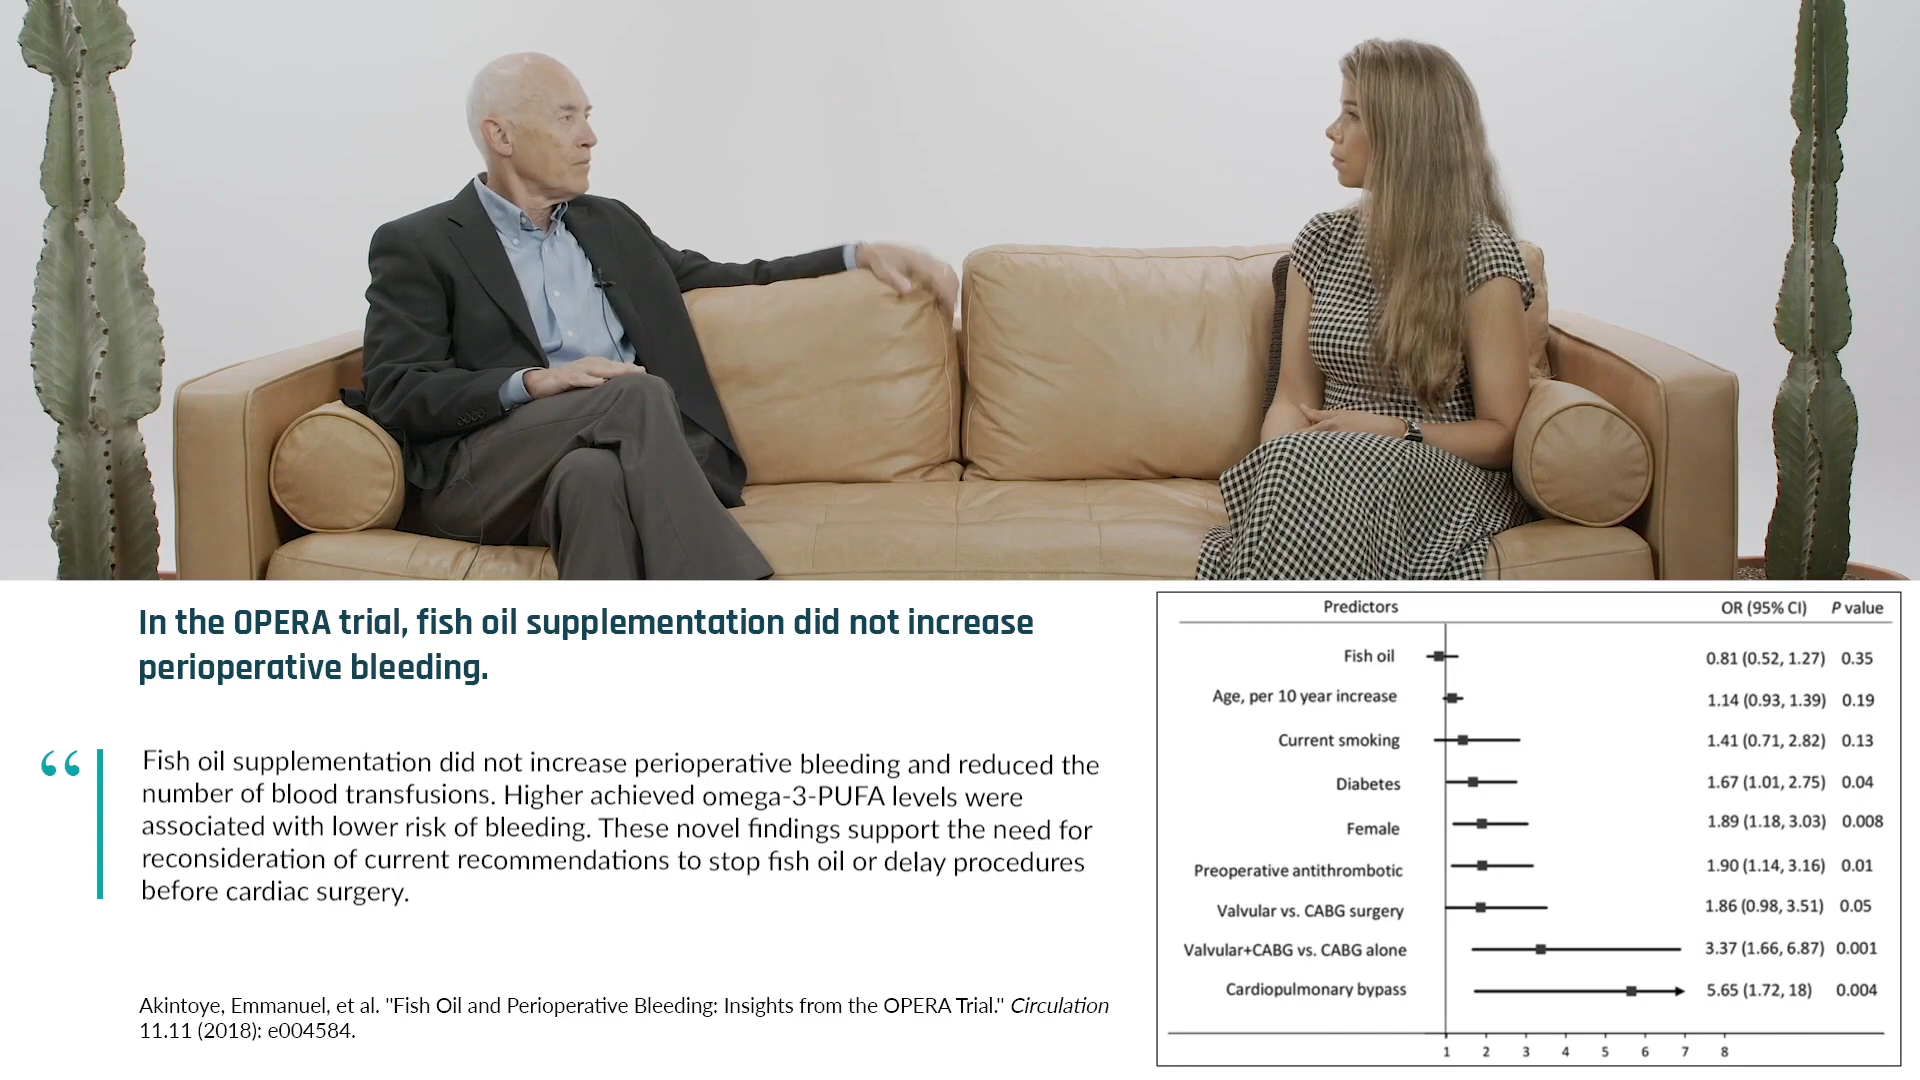 In the OPERA trial, fish oil supplementation did not increase
perioperative bleeding.
“
Fish oil supplementation did not increase perioperative bleeding and reduced the
number of blood transfusions. Higher achieved omega-3-PUFA levels were
associated with lower risk of bleeding. These novel findings support the need for
reconsideration of current recommendations to stop fish oil or delay procedures
before cardiac surgery.
Akintoye, Emmanuel, et al. "Fish Oil and Perioperative Bleeding: Insights from the OPERA Trial." Circulation
11.11 (2018): e004584.
Predictors OR (95% CI) P value
Fish oil 0.81 (0.52, 1.27) 0.35
Age, per 10 year increase 1.14 (0.93, 1.39) 0.19
Current smoking 1.41 (0.71, 2.82) 0.13
Diabetes 1.67 (1.01, 2.75) 0.04
Female 1.89 (1.18, 3.03) 0.008
Preoperative antithrombotic 1.90 (1.14, 3.16) 0.01
Valvular vs. CABG surgery 1.86 (0.98, 3.51) 0.05
Valvular+CABG vs. CABG alone 3.37 (1.66, 6.87) 0.001
Cardiopulmonary bypass 5.65 (1.72, 18) 0.004
1 2 3 4 5 6 7 8